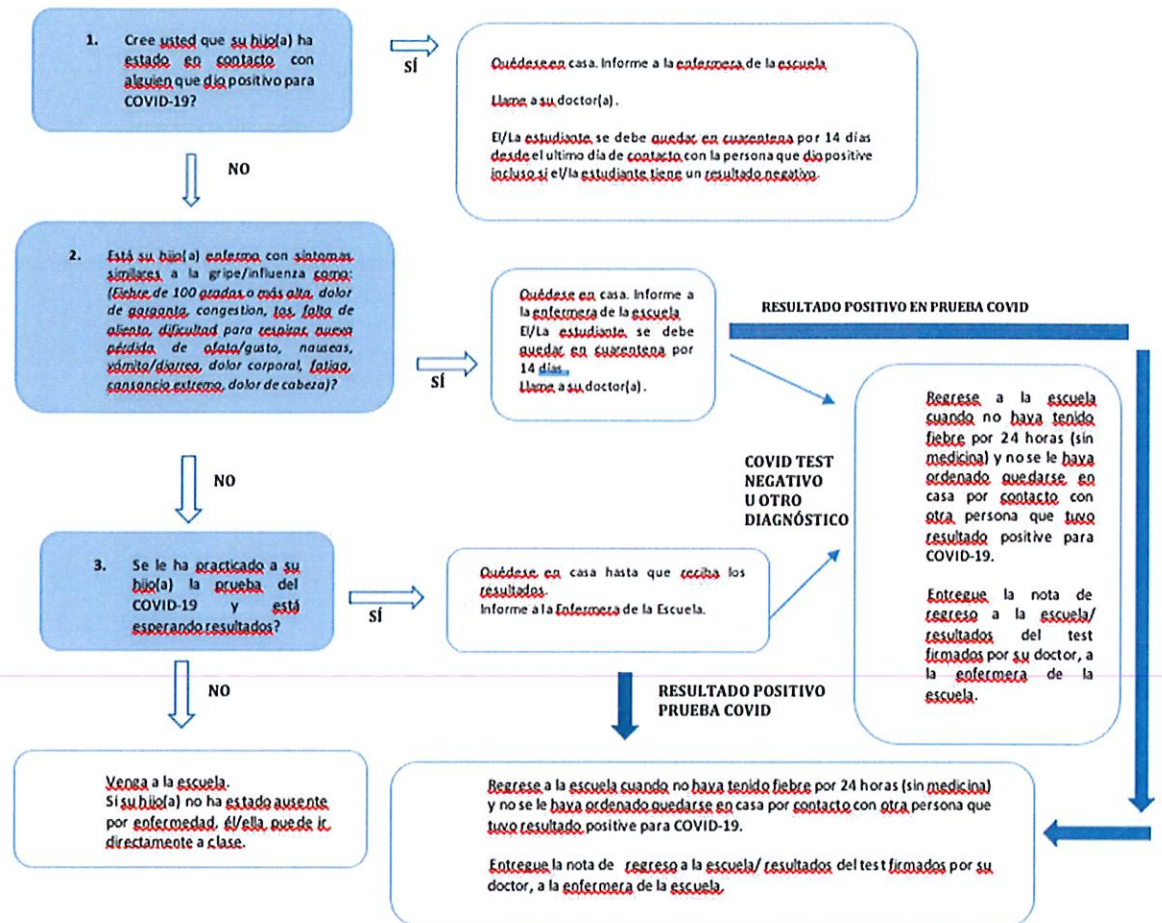 1. Cree usted que su hijo(a) ha
estado en contacto con
alguien que dio positivo para
COVID-19?
SÍ
Quédese en casa. Informe a la enfermera de la escuela
Llame a su doctor(a).
El/La estudiante se debe quedar en cuarentena por 14 días
desde el ultimo día de contacto con la persona que dio positive
incluso si el/la estudiante tiene un resultado negativo.
NO
2. Está su hijo(a) enfermo con síntomas
similares a la gripe/influenza como:
(Fiebre de 100 grados o más alta, dolor
de garganta, congestion, tos, falta de
aliento, dificultad para respirar, nueva
pérdida de ofato/gusto, nauseas,
vómito/diarrea, dolor corporal, fatiga,
cansancio extremo, dolor de cabeza)?
SÍ
Quédese en casa. Informe a
la enfermera de la escuela
El/La estudiante se debe
quedar en cuarentena por
14 días.
Llame a su doctor(a).
RESULTADO POSITIVO EN PRUEBA COVID
COVID TEST
NEGATIVO
U OTRO
DIAGNÓSTICO
Regrese a la escuela
cuando no haya tenido
fiebre por 24 horas (sin
medicina) y no se le haya
ordenado quedarse en
casa por contacto con
otra persona que tuvo
resultado positive para
COVID-19.
Entregue la nota de
regreso a la escuela/
resultados del test
firmados por su doctor, a
la enfermera de la
escuela.
NO
3. Se le ha practicado a su
hijo(a) la prueba del
COVID-19 y está
esperando resultados?
SÍ
Quédese en casa hasta que reciba los
resultados.
Informe a la Enfermera de la Escuela.
NO
RESULTADO POSITIVO
PRUEBA COVID
Venga a la escuela.
Si su hijo(a) no ha estado ausente
por enfermedad, él/ella puede ir
directamente a clase.
Regrese a la escuela cuando no haya tenido fiebre por 24 horas (sin medicina)
y no se le haya ordenado quedarse en casa por contacto con otra persona que
tuvo resultado positive para COVID-19.
Entregue la nota de regreso a la escuela/ resultados del test firmados por su
doctor, a la enfermera de la escuela.